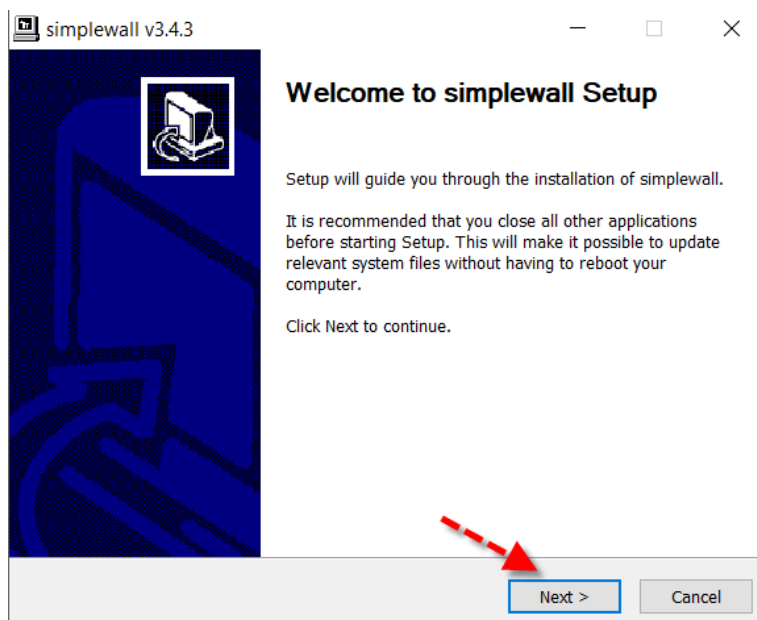 simplewall v3.4.3
Welcome to simplewall Setup
Setup will guide you through the installation of simplewall.
It is recommended that you close all other applications
before starting Setup. This will make it possible to update
relevant system files without having to reboot your
computer.
Click Next to continue.
Next >
Cancel